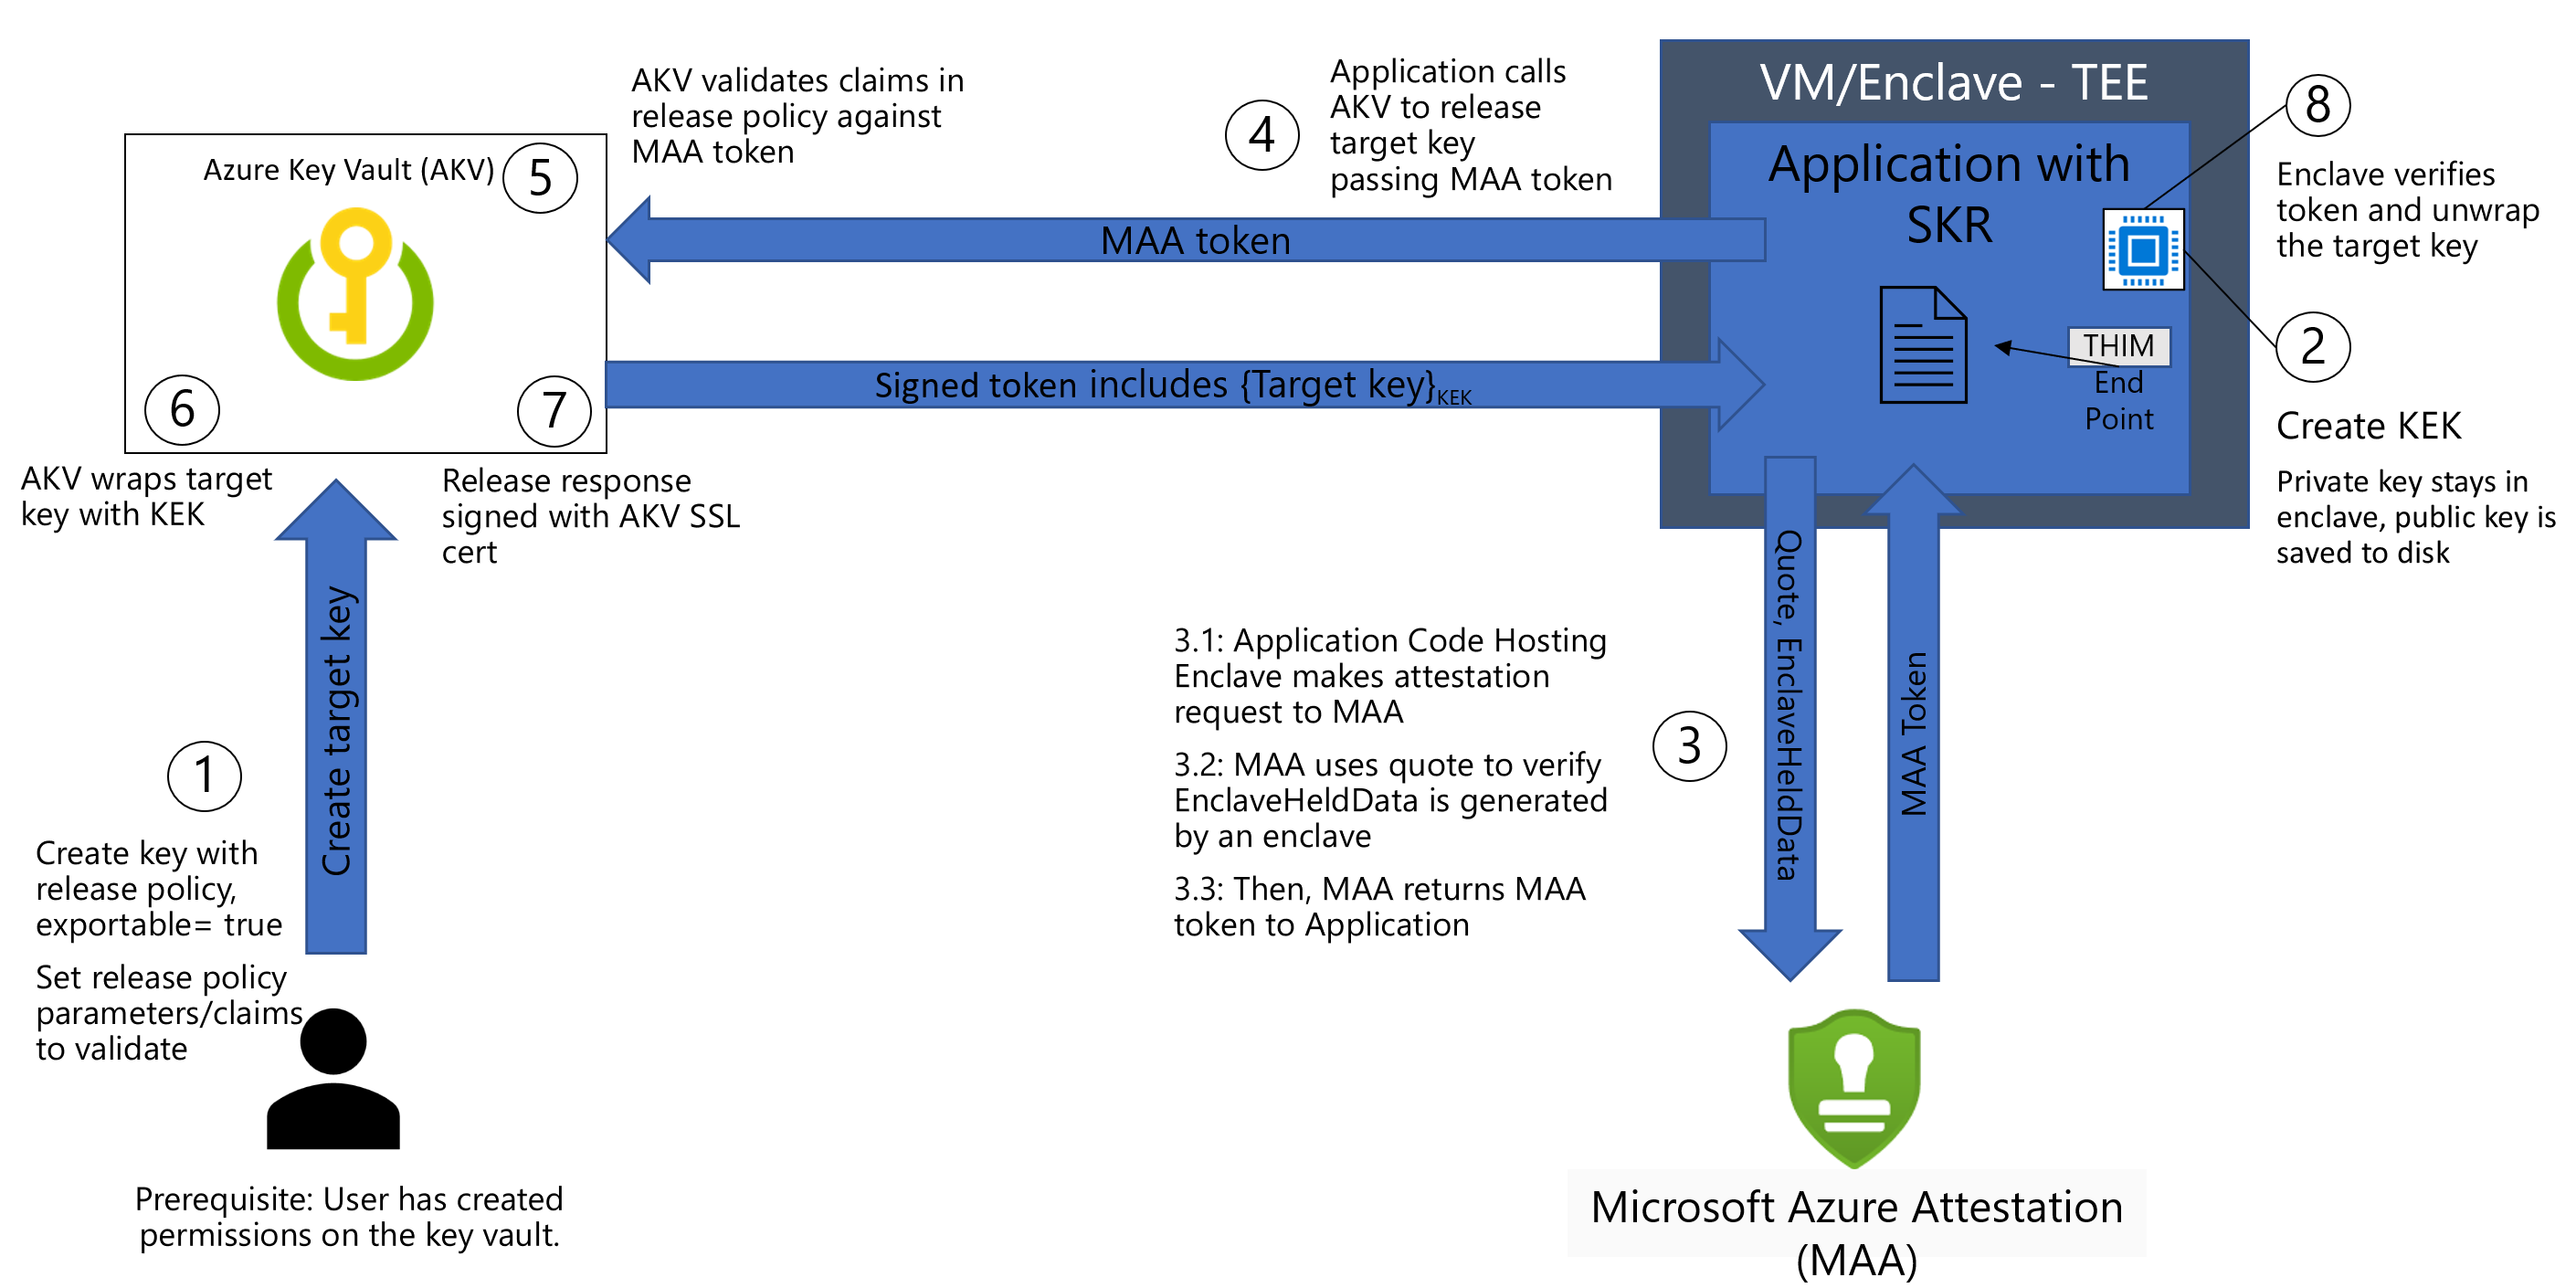 AKV validates claims in
release policy against
MAA token
4
Application calls
AKV to release
target key
passing MAA token
VM/Enclave - TEE
Application with
SKR
8
Enclave verifies
token and unwrap
the target key
Azure Key Vault (AKV)
5
MAA token
6
7
Signed token includes {Target key}KEK
THIM
End
Point
2
Create KEK
Private key stays in
enclave, public key is
saved to disk
AKV wraps target
key with KEK
Release response
signed with AKV SSL
cert
Create target key
1
Create key with
release policy,
exportable= true
Set release policy
parameters/claims
to validate
Prerequisite: User has created
permissions on the key vault.
3.1: Application Code Hosting
Enclave makes attestation
request to MAA
3.2: MAA uses quote to verify
EnclaveHeldData is generated
by an enclave
3.3: Then, MAA returns MAA
token to Application
3
Quote, EnclaveHeldData
MAA Token
Microsoft Azure Attestation
(MAA)